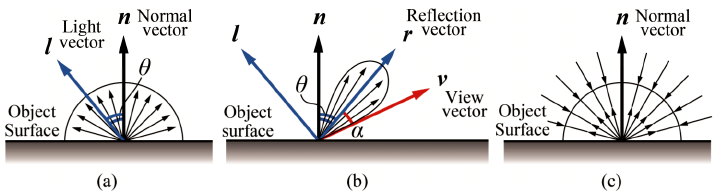 l
Light
vector
n
Normal
vector
θ
Object
Surface
(a)
l
n
θ
r
Reflection
vector
v
View
vector
α
Object
surface
(b)
n
Normal
vector
Object
Surface
(c)